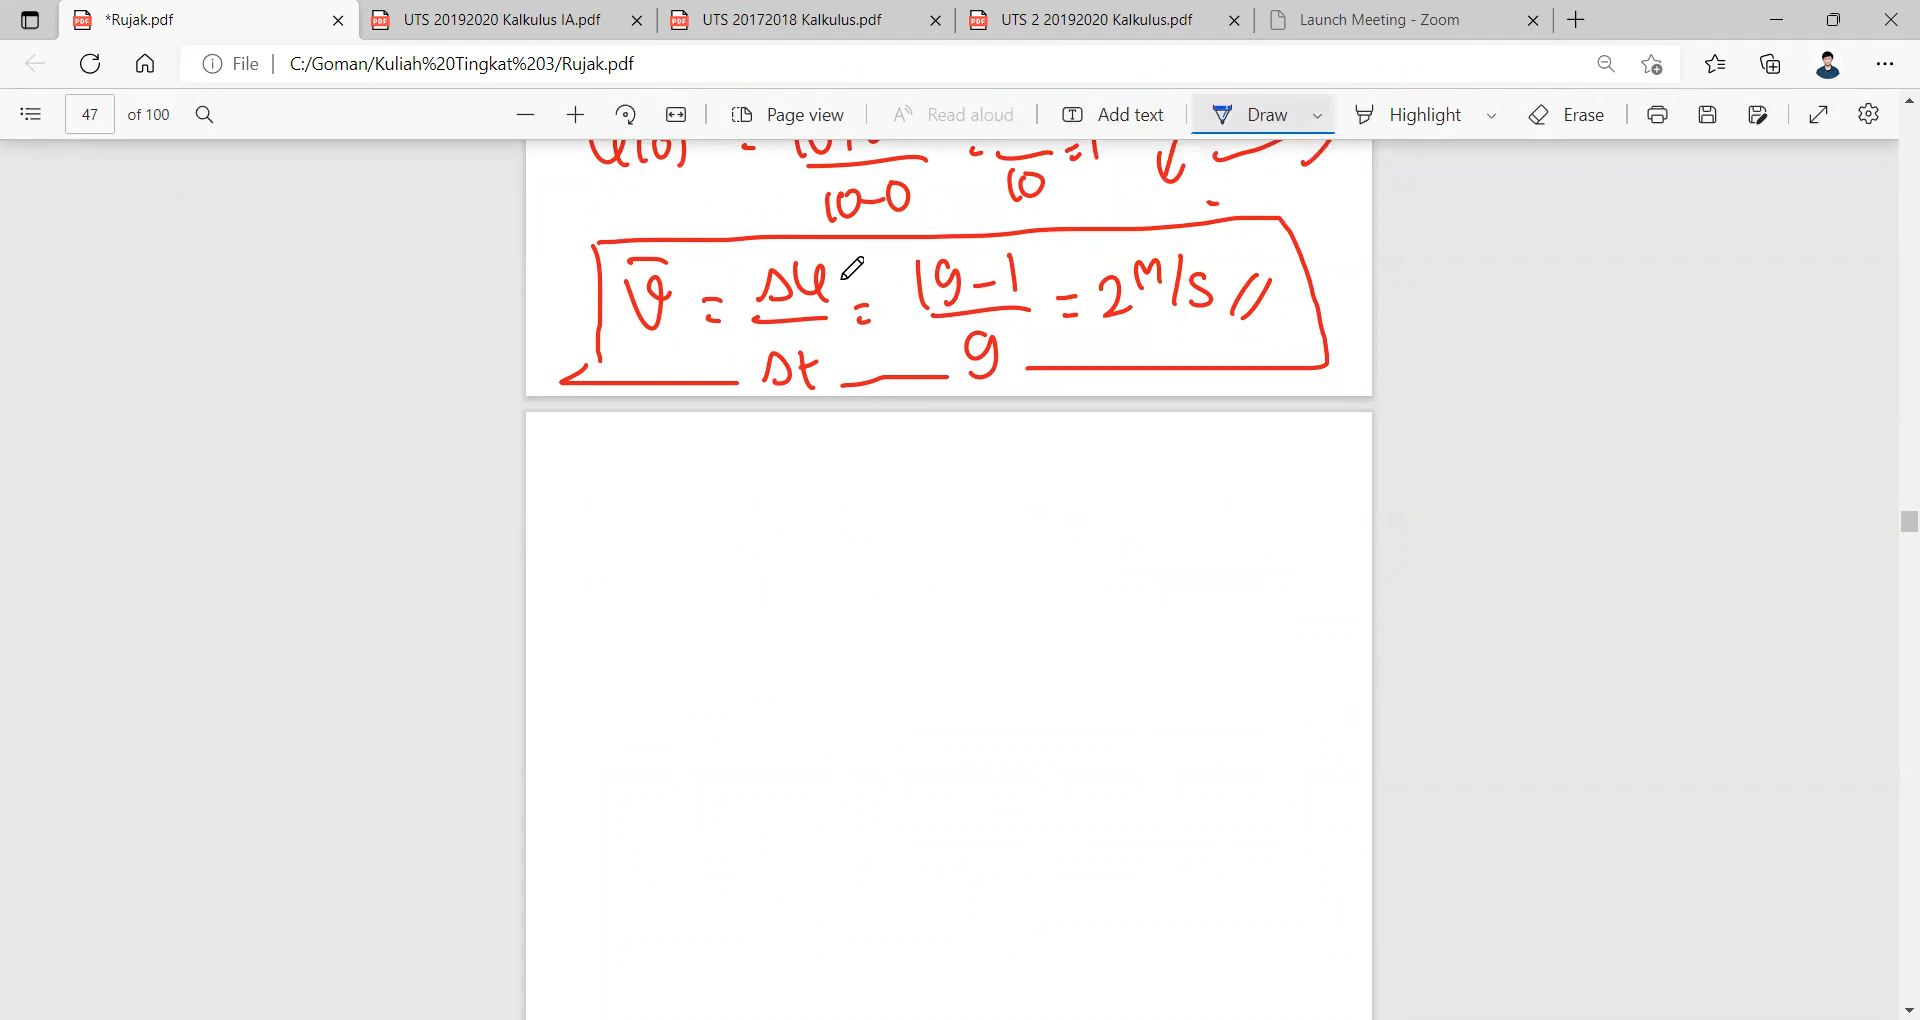 *Rujak.pdf
UTS 20192020 Kalkulus IA.pdf
UTS 20172018 Kalkulus.pdf
UTS 2 20192020 Kalkulus.pdf
Launch Meeting - Zoom
File
C:/Goman/Kuliah%20Tingkat%203/Rujak.pdf
47 of 100
Page view
Read aloud
Add text
Draw
Highlight
Erase
10-0
10
= 1
v̄ = Δφ/Δt = 19-1/9 = 2 m/s //